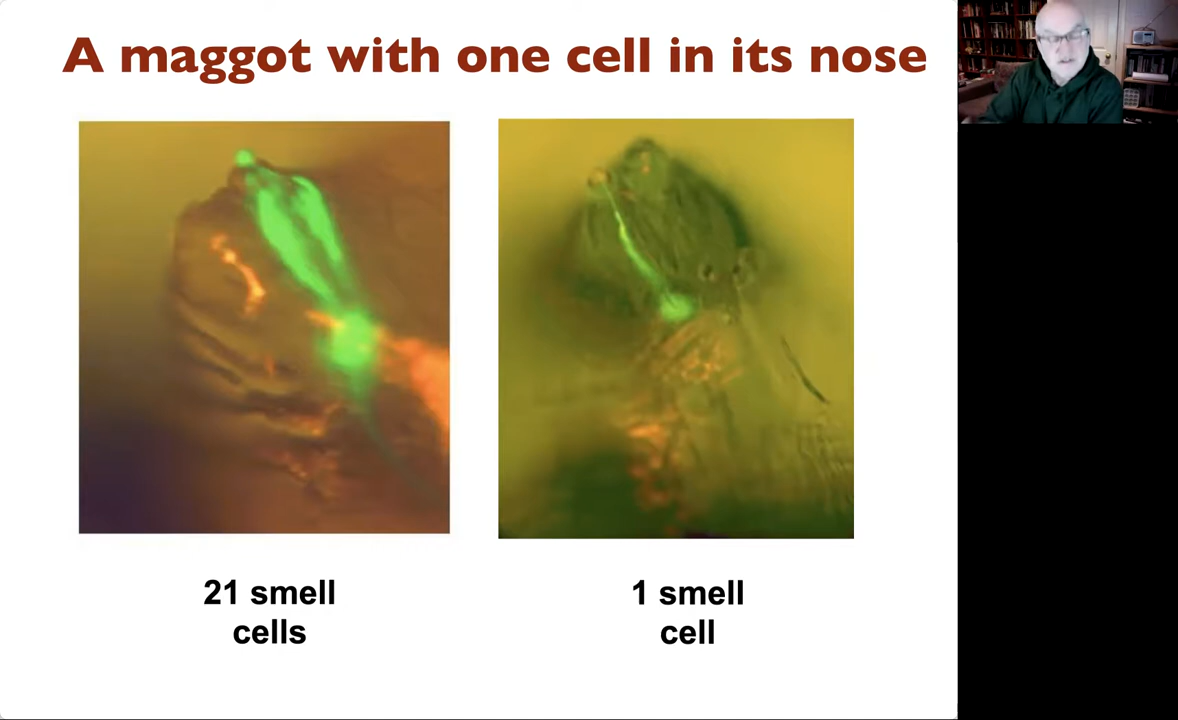 A maggot with one cell in its nose
21 smell
cells
1 smell
cell